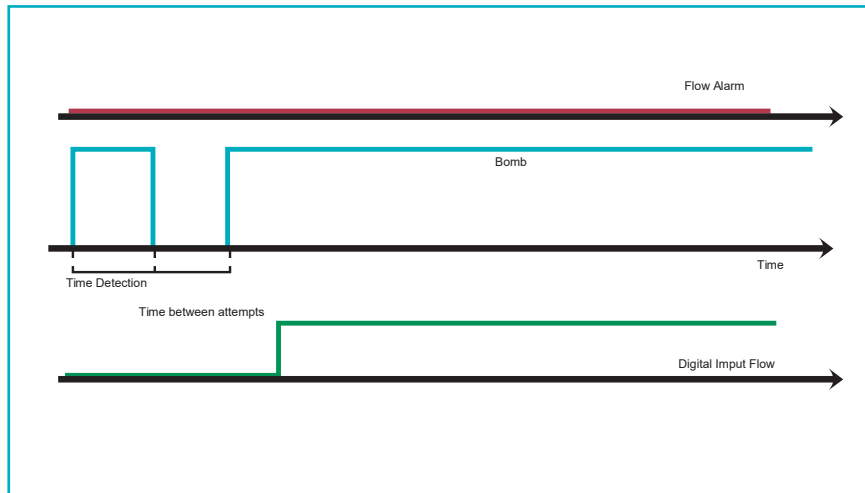 Flow Alarm
Bomb
Time
Time Detection
Time between attempts
Digital Imput Flow